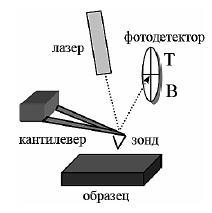 фотодетектор
лазер
Т
В
кантилевер
зонд
образец